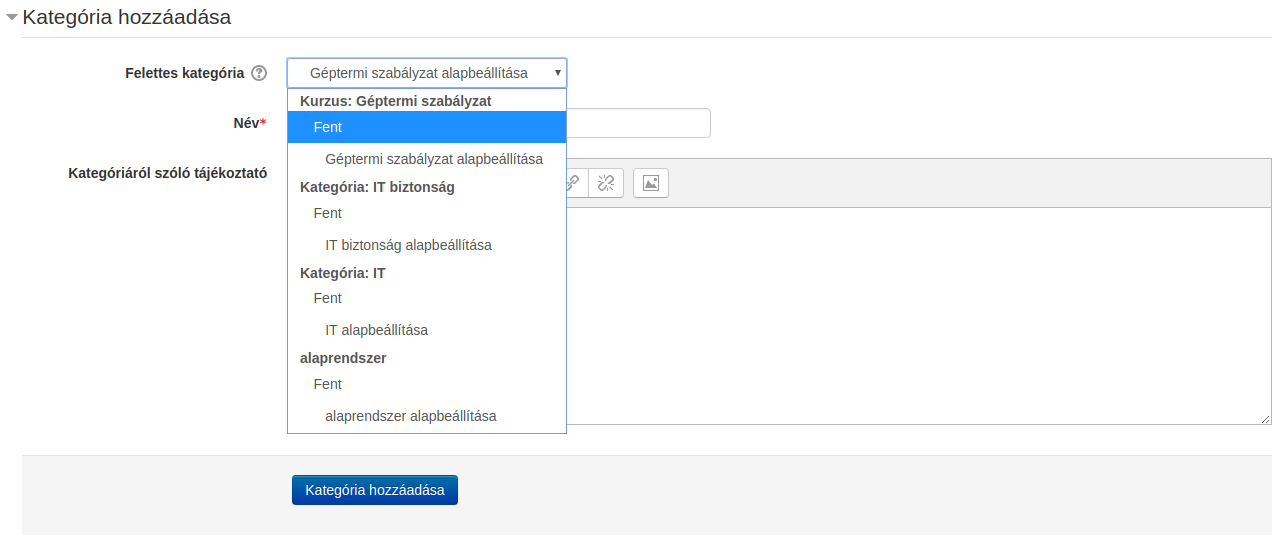 Kategória hozzáadása
Felettes kategória
Géptermi szabályzat alapbeállítása
Kurzus: Géptermi szabályzat
Név*
Fent
Géptermi szabályzat alapbeállítása
Kategóriáról szóló tájékoztató
Kategória: IT biztonság
Fent
IT biztonság alapbeállítása
Kategória: IT
Fent
IT alapbeállítása
alaprendszer
Fent
alaprendszer alapbeállítása
Kategória hozzáadása